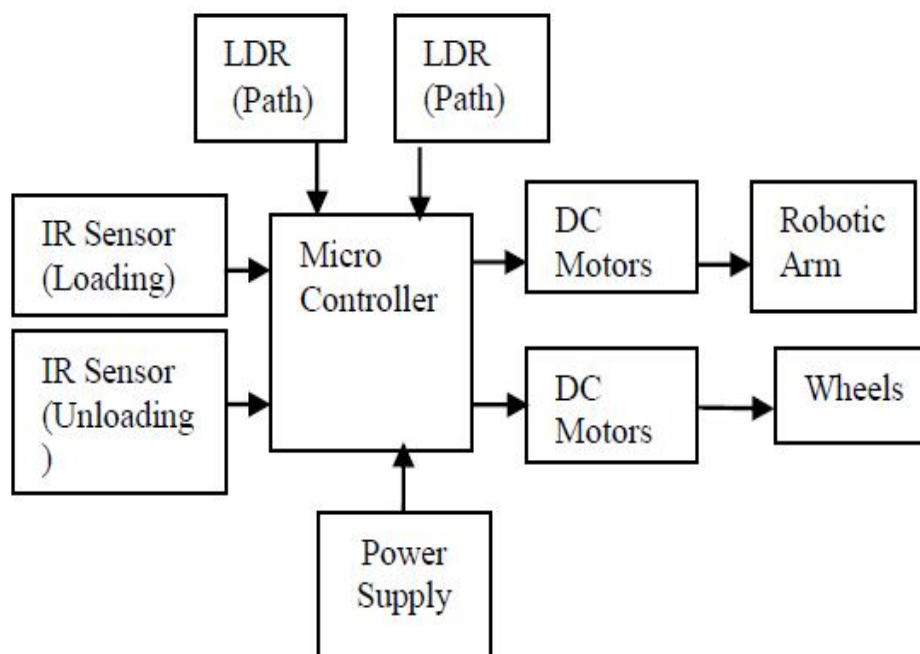 LDR
(Path)
LDR
(Path)
IR Sensor
(Loading)
Micro
Controller
DC
Motors
Robotic
Arm
IR Sensor
(Unloading
)
DC
Motors
Wheels
Power
Supply